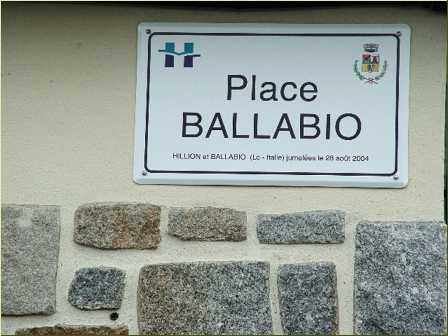 Place
BALLABIO
HILLION et BALLABIO (Lc - Italie) jumelées le 28 août 2004